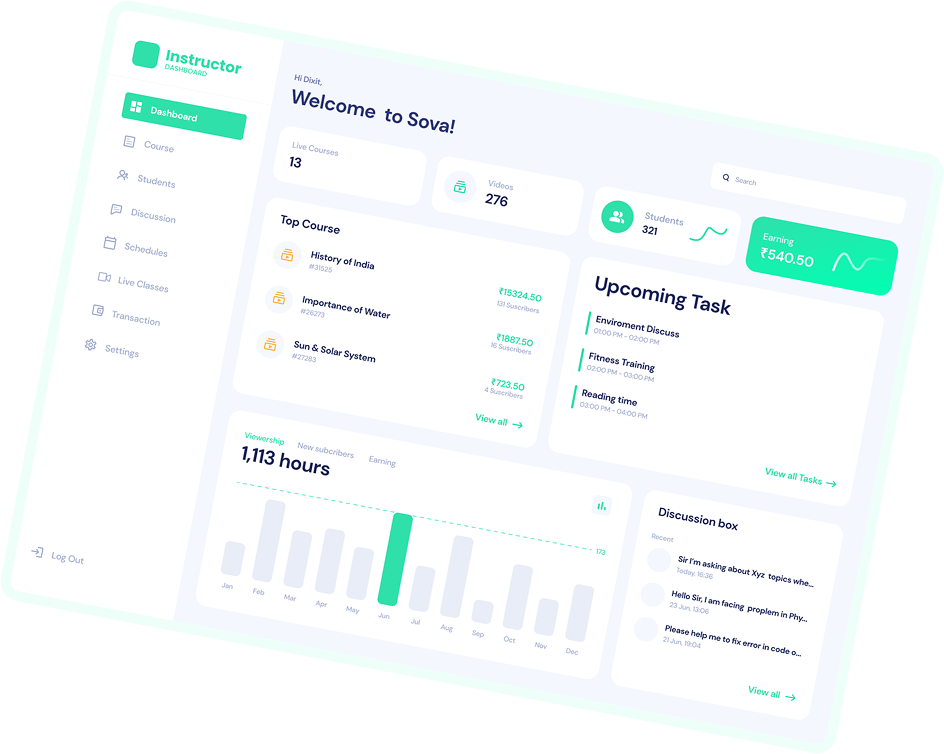 Instructor
DASHBOARD
Dashboard
Course
Students
Discussion
Schedules
Live Classes
Transaction
Settings
Log Out
Hi Dixit,
Welcome to Sova!
Search
Live Courses
13
Videos
276
Students
321
Earning
₹540.50
Top Course
History of India
#31525
₹15324.50
131 Suscribers
Importance of Water
#26273
₹1887.50
16 Suscribers
Sun & Solar System
#27283
₹723.50
4 Suscribers
View all
Upcoming Task
Enviroment Discuss
01:00 PM - 02:00 PM
Fitness Training
02:00 PM - 03:00 PM
Reading time
03:00 PM - 04:00 PM
View all Tasks
Viewership New subcribers Earning
1,113 hours
173
Jan Feb Mar Apr May Jun Jul Aug Sep Oct Nov Dec
Discussion box
Recent
Sir I'm asking about Xyz topics whe...
Today, 16:36
Hello Sir, I am facing proplem in Phy...
23 Jun, 13:06
Please help me to fix error in code o...
21 Jun, 19:04
View all